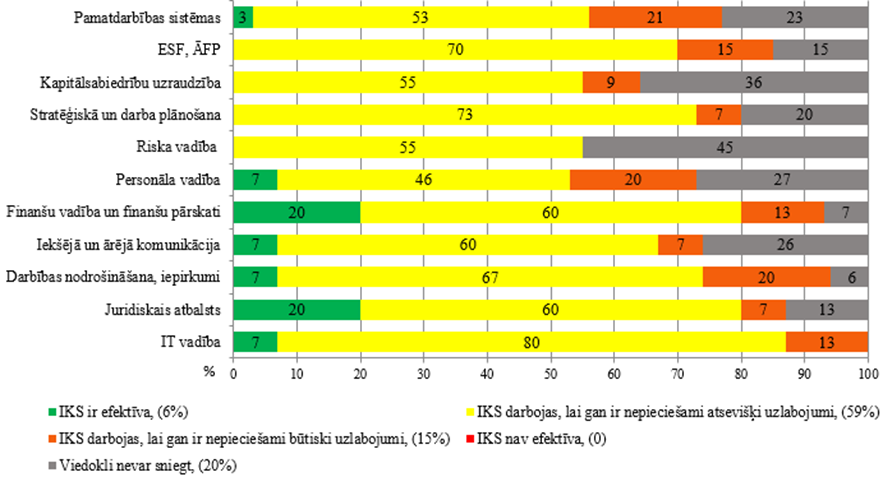 Pamatdarbības sistēmas 3 53 21 23
ESF, ĀFP 70 15 15
Kapitālsabiedrību uzraudzība 55 9 36
Stratēģiskā un darba plānošana 73 7 20
Riska vadība 55 45
Personāla vadība 7 46 20 27
Finanšu vadība un finanšu pārskati 20 60 13 7
Iekšējā un ārējā komunikācija 7 60 7 26
Darbības nodrošināšana, iepirkumi 7 67 20 6
Juridiskais atbalsts 20 60 7 13
IT vadība 7 80 13
% 0 10 20 30 40 50 60 70 80 90 100
IKS ir efektīva, (6%) IKS darbojas, lai gan ir nepieciešami atsevišķi uzlabojumi, (59%)
IKS darbojas, lai gan ir nepieciešami būtiski uzlabojumi, (15%) IKS nav efektīva, (0)
Viedokli nevar sniegt, (20%)